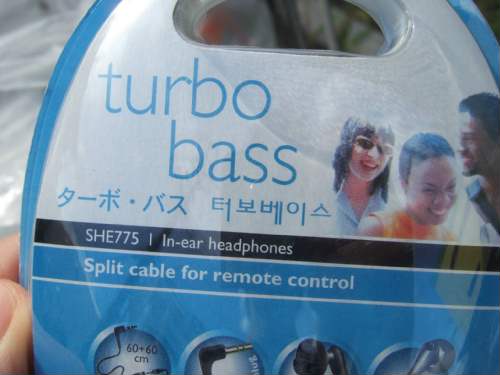 turbo
bass
ターボ・バス 터보베이스
SHE775 | In-ear headphones
Split cable for remote control
60+60
cm